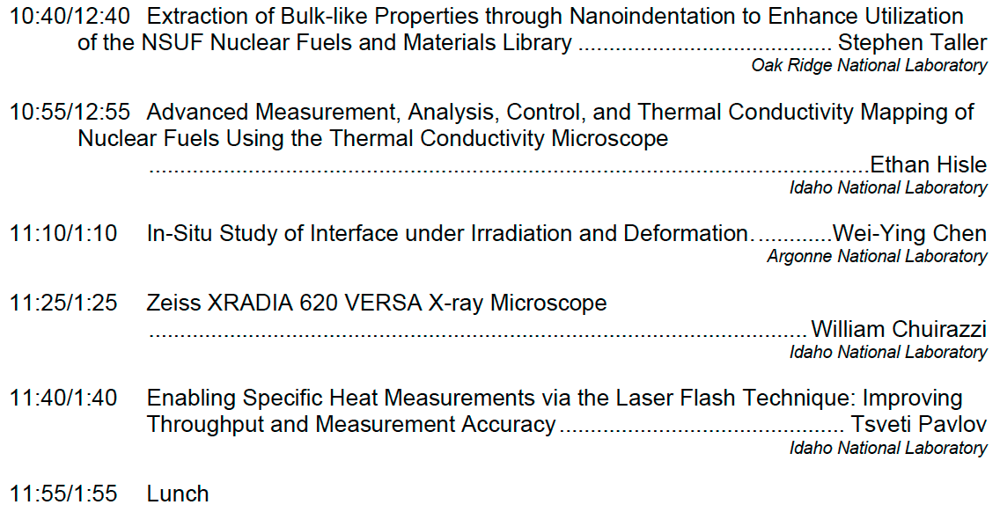 10:40/12:40 Extraction of Bulk-like Properties through Nanoindentation to Enhance Utilization
of the NSUF Nuclear Fuels and Materials Library ................................... Stephen Taller
Oak Ridge National Laboratory
10:55/12:55 Advanced Measurement, Analysis, Control, and Thermal Conductivity Mapping of
Nuclear Fuels Using the Thermal Conductivity Microscope
....................................................................................................Ethan Hisle
Idaho National Laboratory
11:10/1:10 In-Situ Study of Interface under Irradiation and Deformation. ............Wei-Ying Chen
Argonne National Laboratory
11:25/1:25 Zeiss XRADIA 620 VERSA X-ray Microscope
........................................................................................... William Chuirazzi
Idaho National Laboratory
11:40/1:40 Enabling Specific Heat Measurements via the Laser Flash Technique: Improving
Throughput and Measurement Accuracy ....................................... Tsveti Pavlov
Idaho National Laboratory
11:55/1:55 Lunch